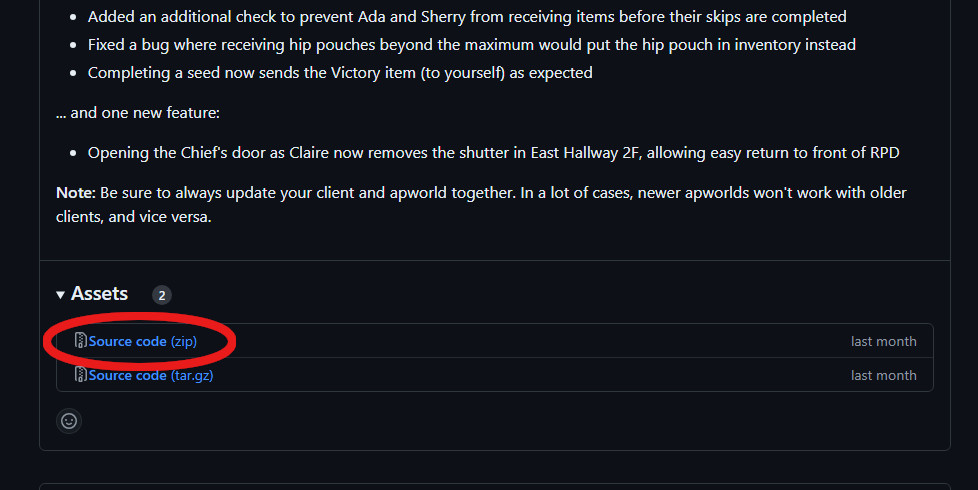 Added an additional check to prevent Ada and Sherry from receiving items before their skips are completed
Fixed a bug where receiving hip pouches beyond the maximum would put the hip pouch in inventory instead
Completing a seed now sends the Victory item (to yourself) as expected
... and one new feature:
Opening the Chief's door as Claire now removes the shutter in East Hallway 2F, allowing easy return to front of RPD
Note: Be sure to always update your client and apworld together. In a lot of cases, newer apworlds won't work with older
clients, and vice versa.
Assets 2
Source code (zip) last month
Source code (tar.gz) last month